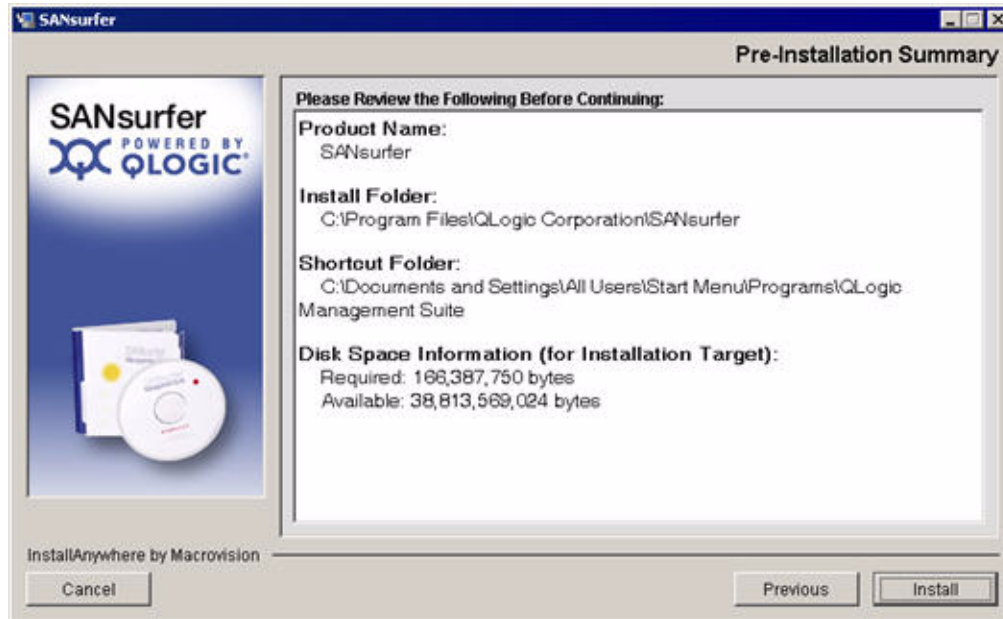 SANsurfer
Pre-Installation Summary
SANsurfer
POWERED BY
QLOGIC
Please Review the Following Before Continuing:
Product Name:
SANsurfer
Install Folder:
C:\Program Files\QLogic Corporation\SANsurfer
Shortcut Folder:
C:\Documents and Settings\All Users\Start Menu\Programs\QLogic
Management Suite
Disk Space Information (for Installation Target):
Required: 166,387,750 bytes
Available: 38,813,569,024 bytes
InstallAnywhere by Macrovision
Cancel
Previous
Install